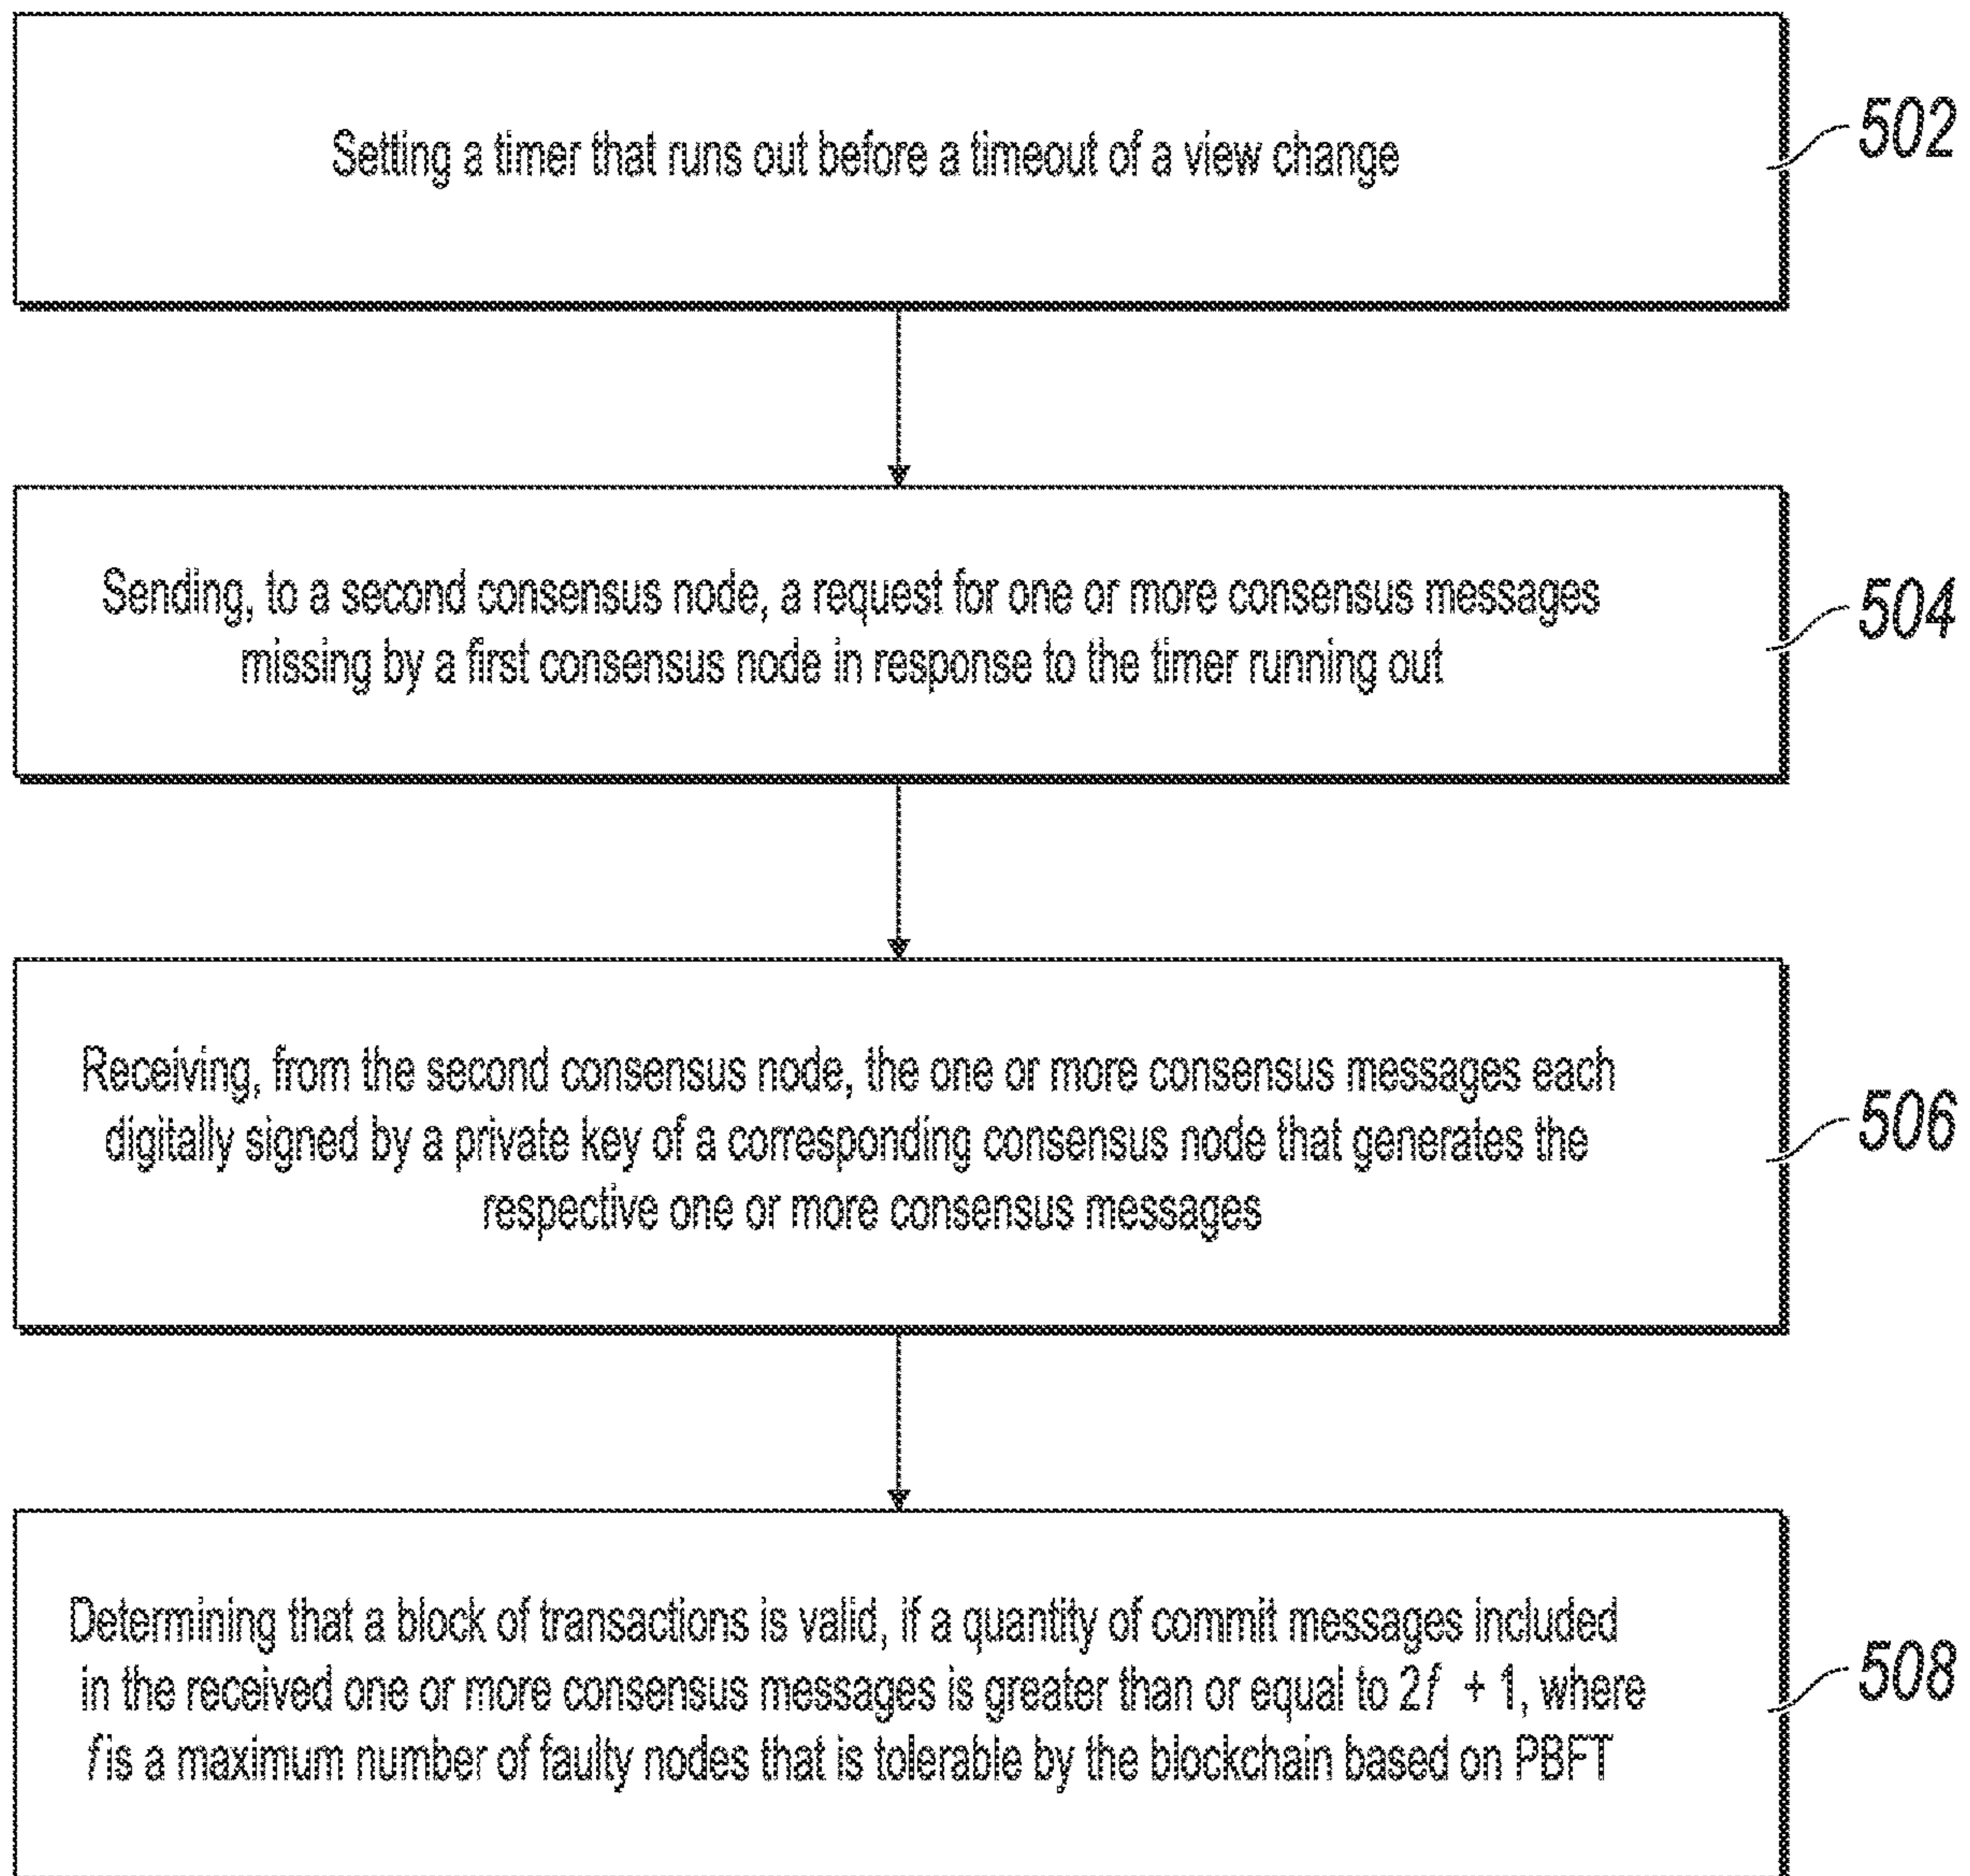 Setting a timer that runs out before a timeout of a view change
502
Sending, to a second consensus node, a request for one or more consensus messages
missing by a first consensus node in response to the timer running out
504
Receiving, from the second consensus node, the one or more consensus messages each
digitally signed by a private key of a corresponding consensus node that generates the
respective one or more consensus messages
506
Determining that a block of transactions is valid, if a quantity of commit messages included
in the received one or more consensus messages is greater than or equal to 2f + 1, where
f is a maximum number of faulty nodes that is tolerable by the blockchain based on PBFT
508